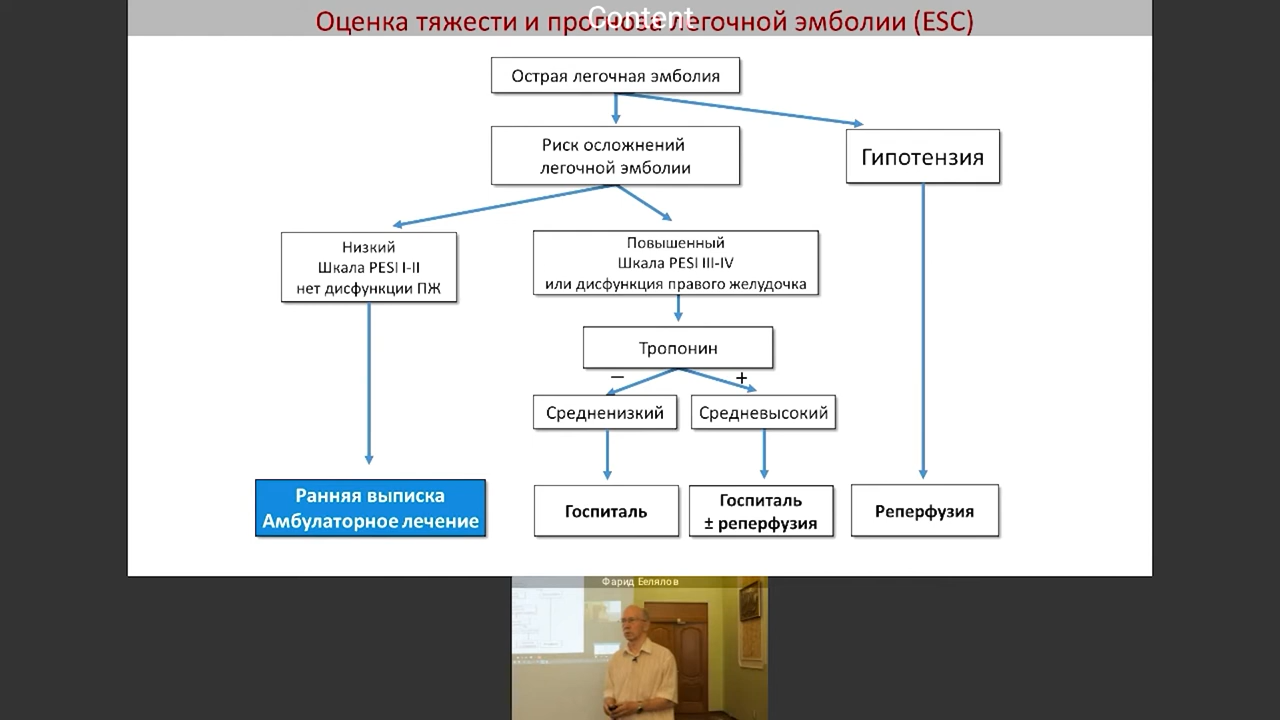 Content
Оценка тяжести и прогноза легочной эмболии (ESC)
Острая легочная эмболия
Риск осложнений
легочной эмболии
Гипотензия
Низкий
Шкала PESI I-II
нет дисфункции ПЖ
Повышенный
Шкала PESI III-IV
или дисфункция правого желудочка
Тропонин
– +
Средненизкий
Средневысокий
Ранняя выписка
Амбулаторное лечение
Госпиталь
Госпиталь
± реперфузия
Реперфузия
Фарид Белялов